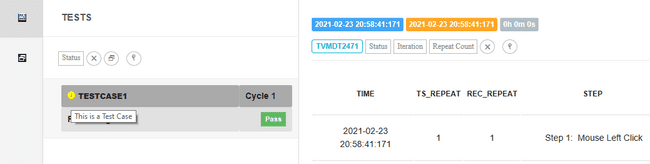 TESTS
Status
TESTCASE1 Cycle 1
This is a Test Case
Pass
2021-02-23 20:58:41:171 2021-02-23 20:58:41:171 0h 0m 0s
TVMDT2471 Status Iteration Repeat Count
TIME TS_REPEAT REC_REPEAT STEP
2021-02-23
20:58:41:171 1 1 Step 1: Mouse Left Click